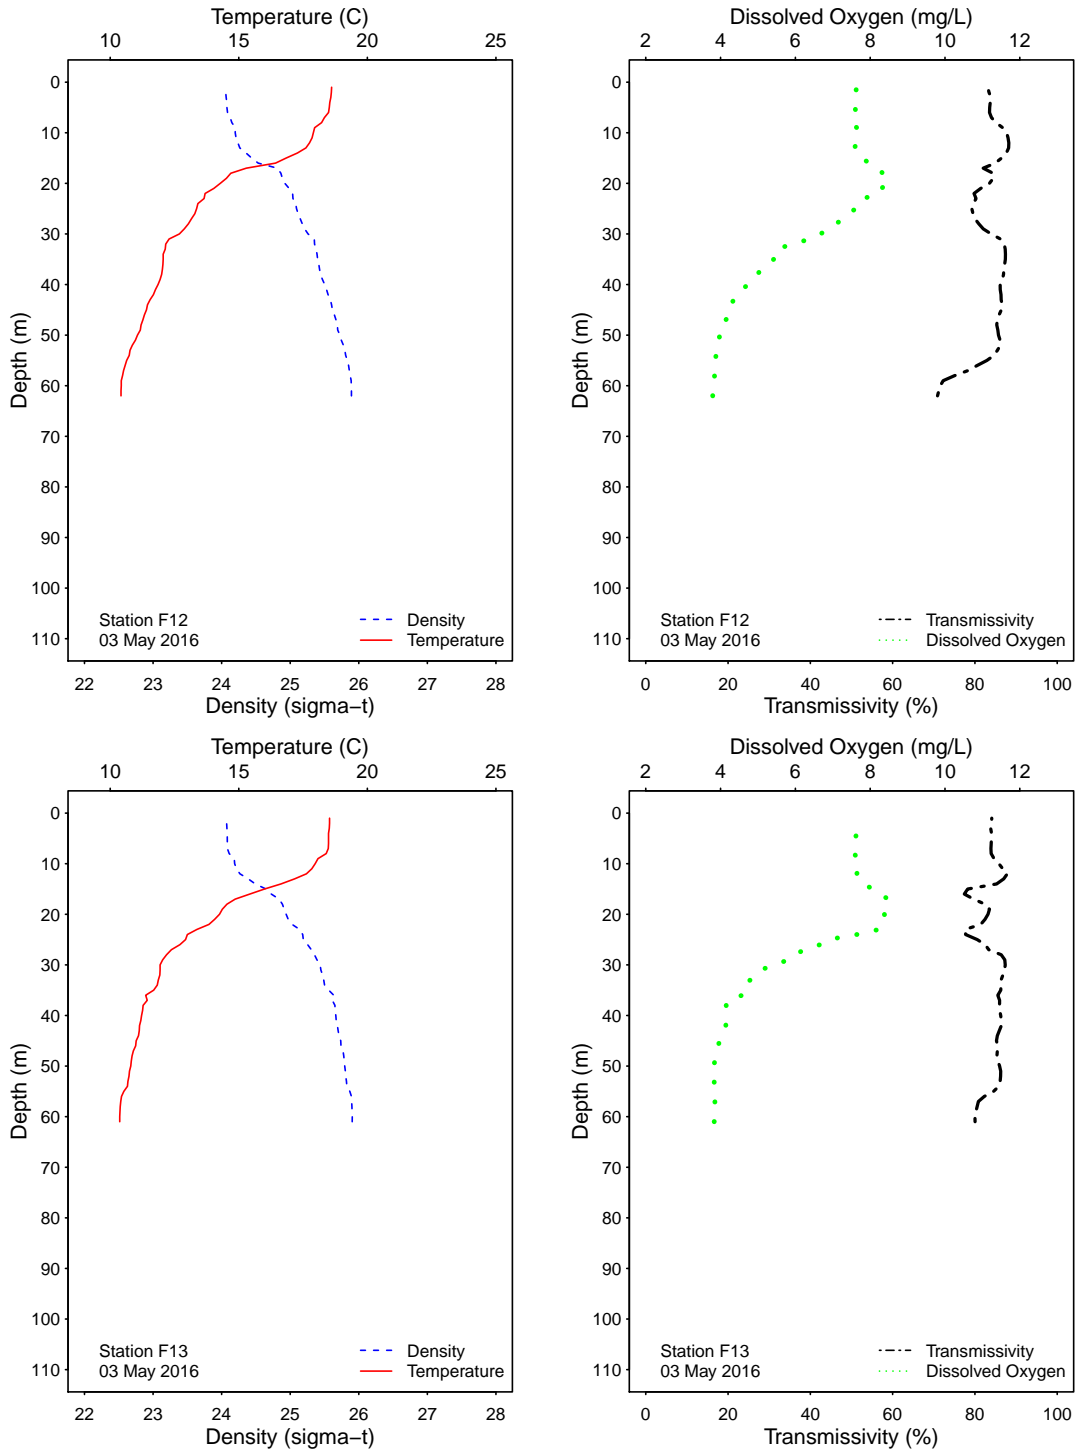 Temperature (C)
10 15 20 25
0
10
20
30
40
50
60
70
80
90
100
110
Depth (m)
Station F12
03 May 2016
Density
Temperature
22 23 24 25 26 27 28
Density (sigma−t)
Dissolved Oxygen (mg/L)
2 4 6 8 10 12
0
10
20
30
40
50
60
70
80
90
100
110
Depth (m)
Station F12
03 May 2016
Transmissivity
Dissolved Oxygen
0 20 40 60 80 100
Transmissivity (%)
Temperature (C)
10 15 20 25
0
10
20
30
40
50
60
70
80
90
100
110
Depth (m)
Station F13
03 May 2016
Density
Temperature
22 23 24 25 26 27 28
Density (sigma−t)
Dissolved Oxygen (mg/L)
2 4 6 8 10 12
0
10
20
30
40
50
60
70
80
90
100
110
Depth (m)
Station F13
03 May 2016
Transmissivity
Dissolved Oxygen
0 20 40 60 80 100
Transmissivity (%)